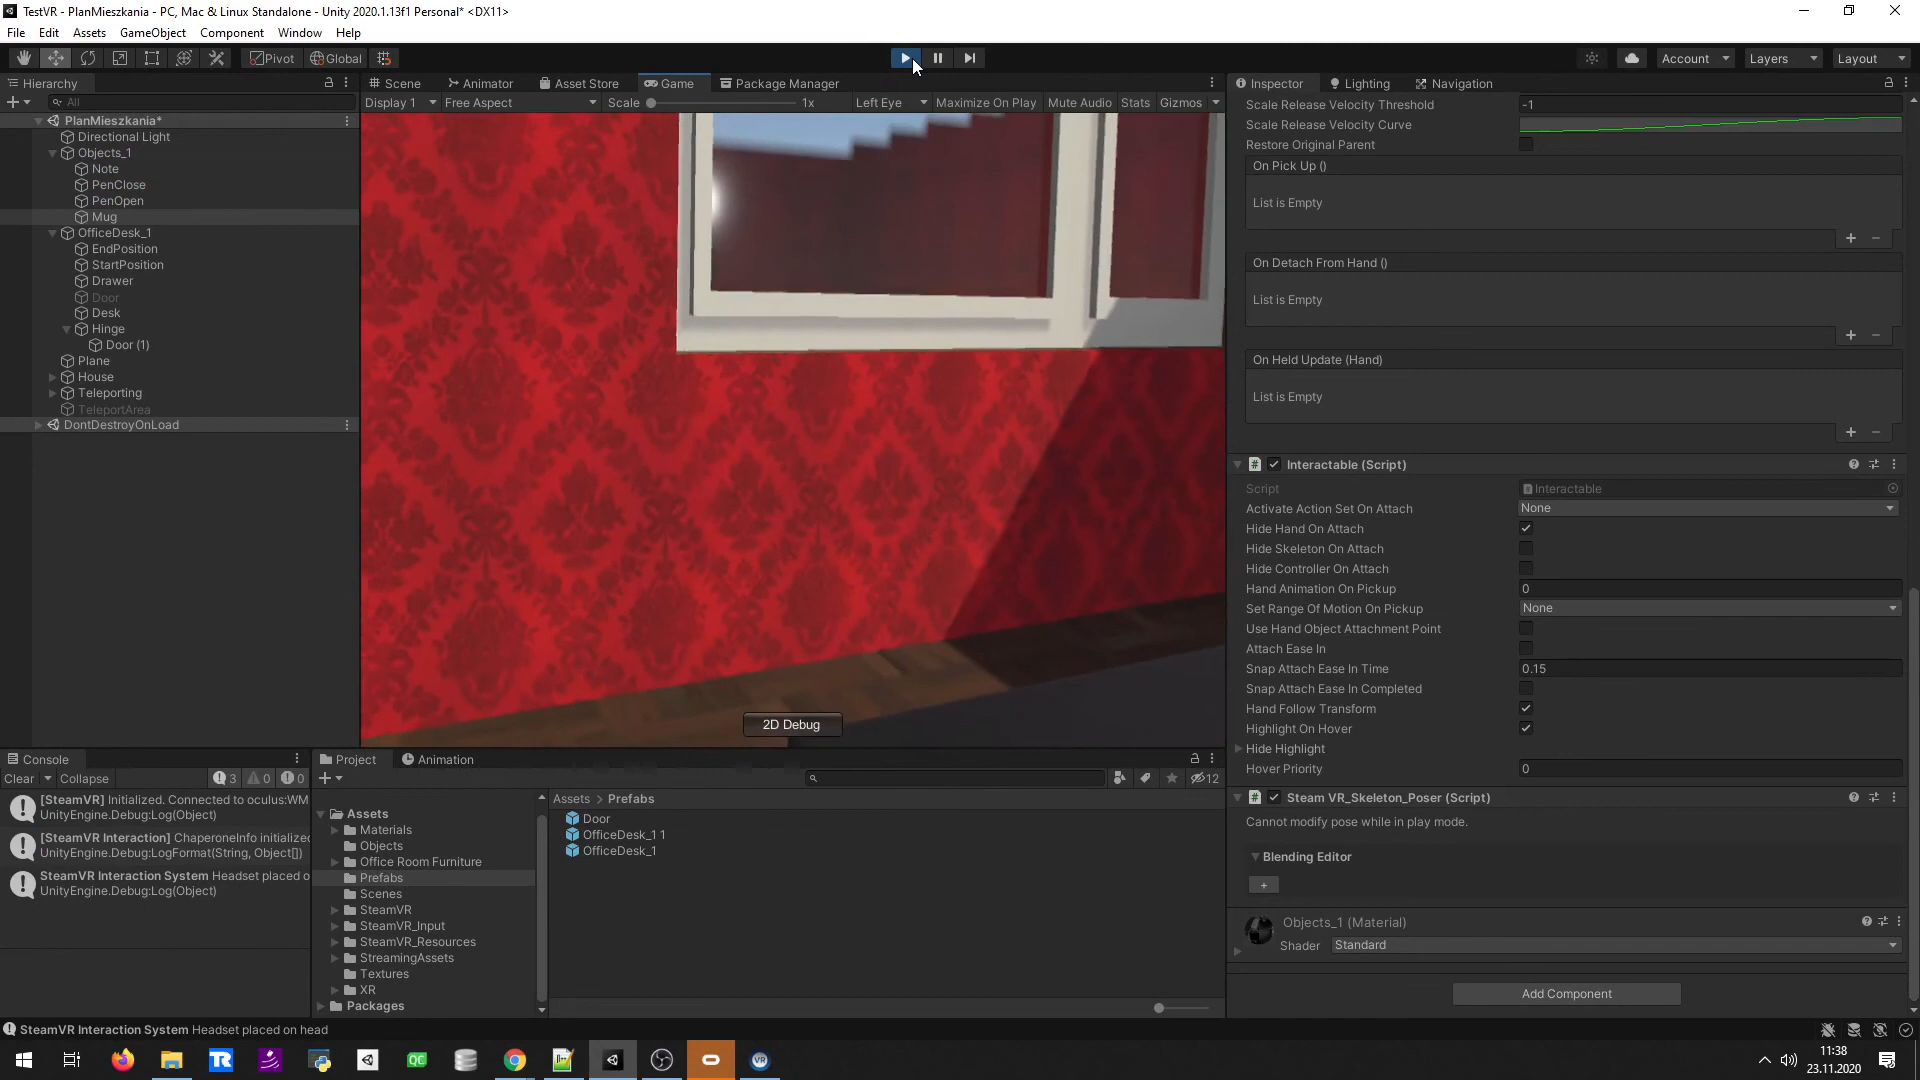 TestVR - PlanMieszkania - PC, Mac & Linux Standalone - Unity 2020.1.13f1 Personal* <DX11>
File Edit Assets GameObject Component Window Help
Pivot Global Account Layers Layout
Hierarchy
All
PlanMieszkania*
Directional Light
Objects_1
Note
PenClose
PenOpen
Mug
OfficeDesk_1
EndPosition
StartPosition
Drawer
Door
Desk
Hinge
Door (1)
Plane
House
Teleporting
TeleportArea
DontDestroyOnLoad
Scene Animator Asset Store Game Package Manager
Display 1 Free Aspect Scale 1x Left Eye Maximize On Play Mute Audio Stats Gizmos
2D Debug
Inspector Lighting Navigation
Scale Release Velocity Threshold -1
Scale Release Velocity Curve
Restore Original Parent
On Pick Up ()
List is Empty
On Detach From Hand ()
List is Empty
On Held Update (Hand)
List is Empty
Interactable (Script)
Script Interactable
Activate Action Set On Attach None
Hide Hand On Attach
Hide Skeleton On Attach
Hide Controller On Attach
Hand Animation On Pickup 0
Set Range Of Motion On Pickup None
Use Hand Object Attachment Point
Attach Ease In
Snap Attach Ease In Time 0.15
Snap Attach Ease In Completed
Hand Follow Transform
Highlight On Hover
Hide Highlight
Hover Priority 0
Steam VR_Skeleton_Poser (Script)
Cannot modify pose while in play mode.
Blending Editor
+
Objects_1 (Material)
Shader Standard
Add Component
Console
Clear Collapse 3 0 0
[SteamVR] Initialized. Connected to oculus:WM
UnityEngine.Debug:Log(Object)
[SteamVR Interaction] ChaperoneInfo initialized
UnityEngine.Debug:LogFormat(String, Object[])
SteamVR Interaction System Headset placed o
UnityEngine.Debug:Log(Object)
Project Animation
12
Assets
Materials
Objects
Office Room Furniture
Prefabs
Scenes
SteamVR
SteamVR_Input
SteamVR_Resources
StreamingAssets
Textures
XR
Packages
Assets > Prefabs
Door
OfficeDesk_1 1
OfficeDesk_1
SteamVR Interaction System Headset placed on head
TR
QC
VR
11:38
23.11.2020